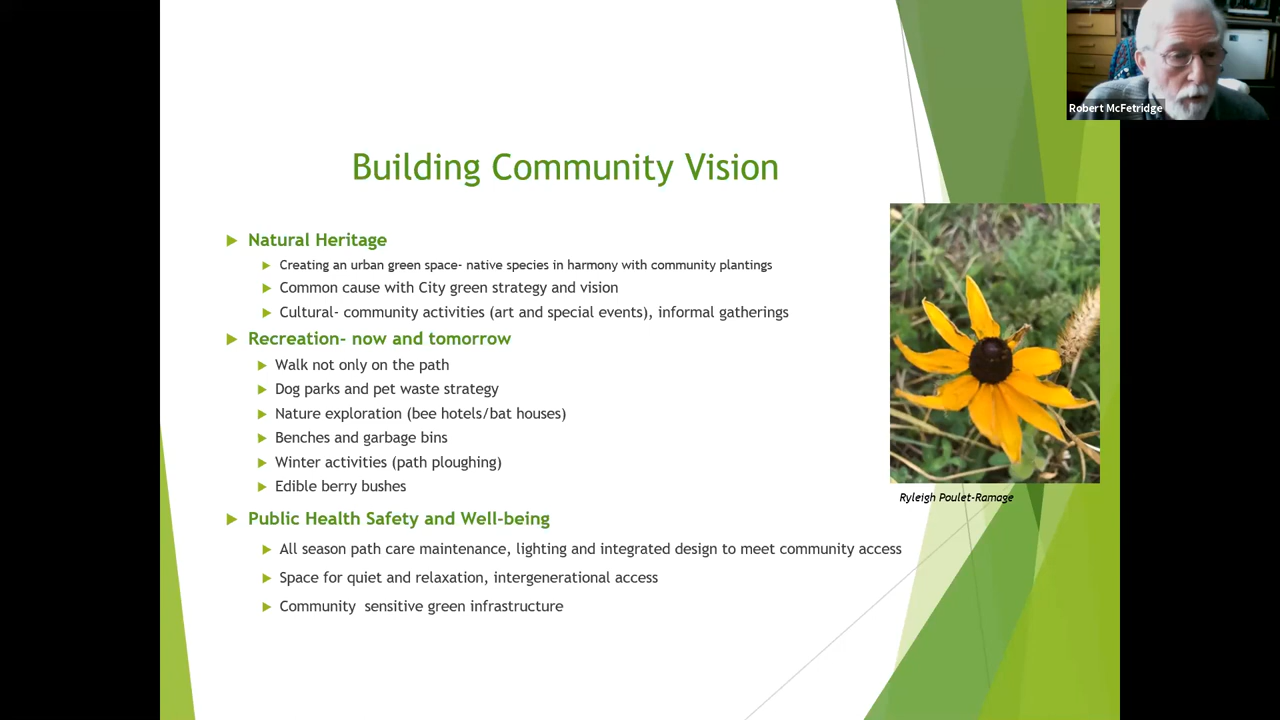 Robert McFetridge
Building Community Vision
Natural Heritage
Creating an urban green space- native species in harmony with community plantings
Common cause with City green strategy and vision
Cultural- community activities (art and special events), informal gatherings
Recreation- now and tomorrow
Walk not only on the path
Dog parks and pet waste strategy
Nature exploration (bee hotels/bat houses)
Benches and garbage bins
Winter activities (path ploughing)
Edible berry bushes
Ryleigh Poulet-Ramage
Public Health Safety and Well-being
All season path care maintenance, lighting and integrated design to meet community access
Space for quiet and relaxation, intergenerational access
Community  sensitive green infrastructure